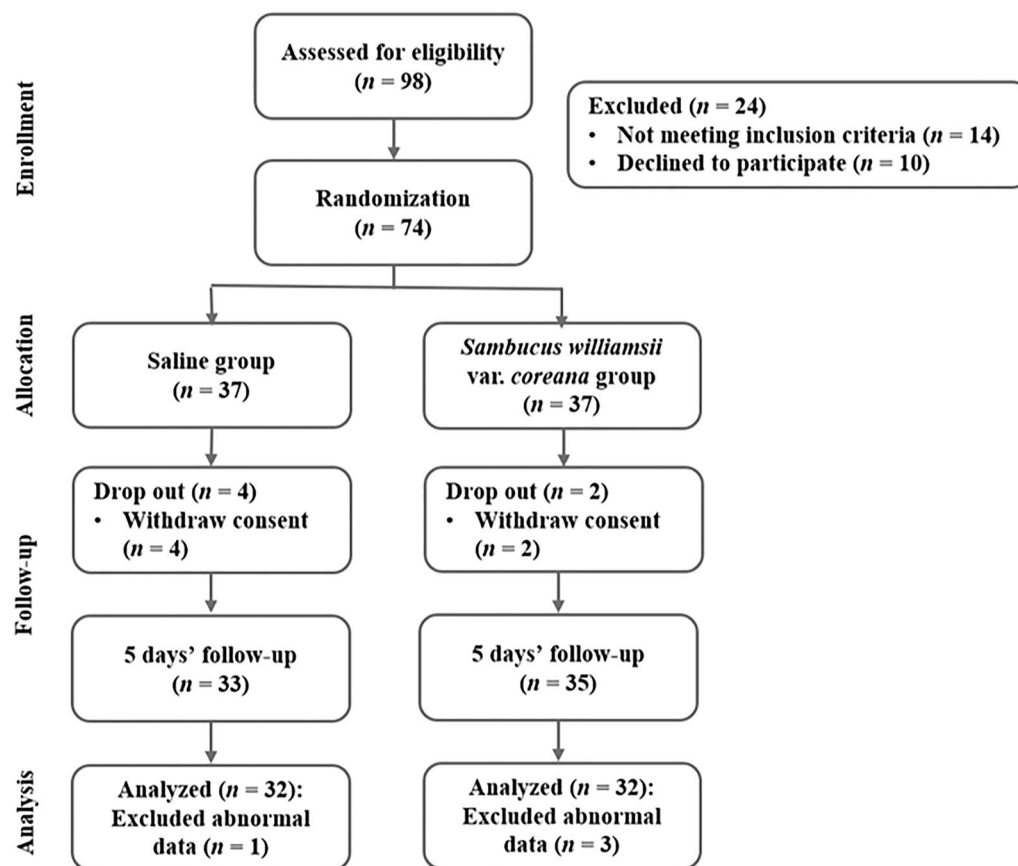 Enrollment
Assessed for eligibility
(n = 98)
Excluded (n = 24)
• Not meeting inclusion criteria (n = 14)
• Declined to participate (n = 10)
Randomization
(n = 74)
Allocation
Saline group
(n = 37)
Sambucus williamsii
var. coreana group
(n = 37)
Follow-up
Drop out (n = 4)
• Withdraw consent
(n = 4)
Drop out (n = 2)
• Withdraw consent
(n = 2)
5 days’ follow-up
(n = 33)
5 days’ follow-up
(n = 35)
Analysis
Analyzed (n = 32):
Excluded abnormal
data (n = 1)
Analyzed (n = 32):
Excluded abnormal
data (n = 3)